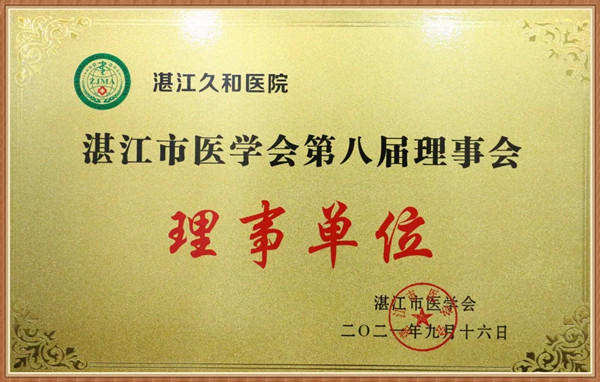 ZJMA
湛江久和医院
湛江市医学会第八届理事会
理事单位
湛江市医学会
二〇二一年九月十六日